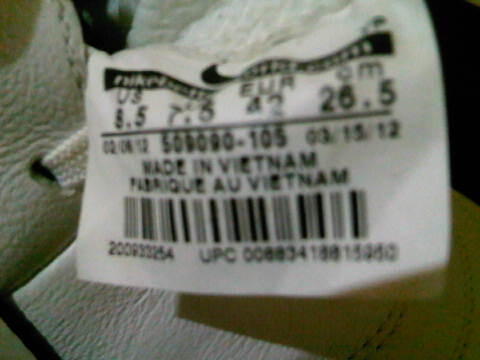 US EUR cm
8.5 7.5 42 26.5
02/06/12 509090-105 03/15/12
MADE IN VIETNAM
FABRIQUE AU VIETNAM
200933254 UPC 00883418815950